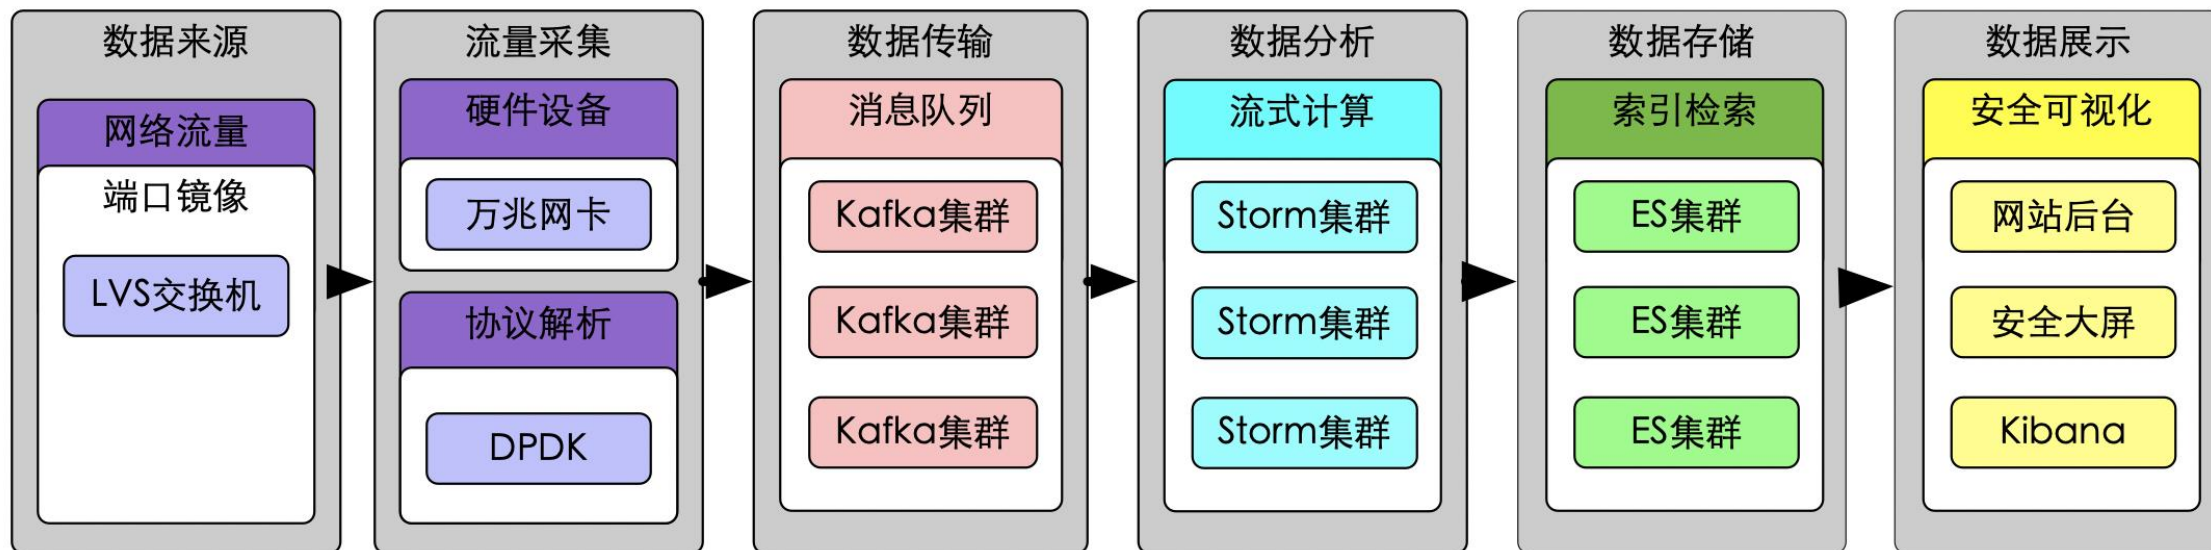 数据来源
网络流量
端口镜像
LVS交换机
流量采集
硬件设备
万兆网卡
协议解析
DPDK
数据传输
消息队列
Kafka集群
Kafka集群
Kafka集群
数据分析
流式计算
Storm集群
Storm集群
Storm集群
数据存储
索引检索
ES集群
ES集群
ES集群
数据展示
安全可视化
网站后台
安全大屏
Kibana